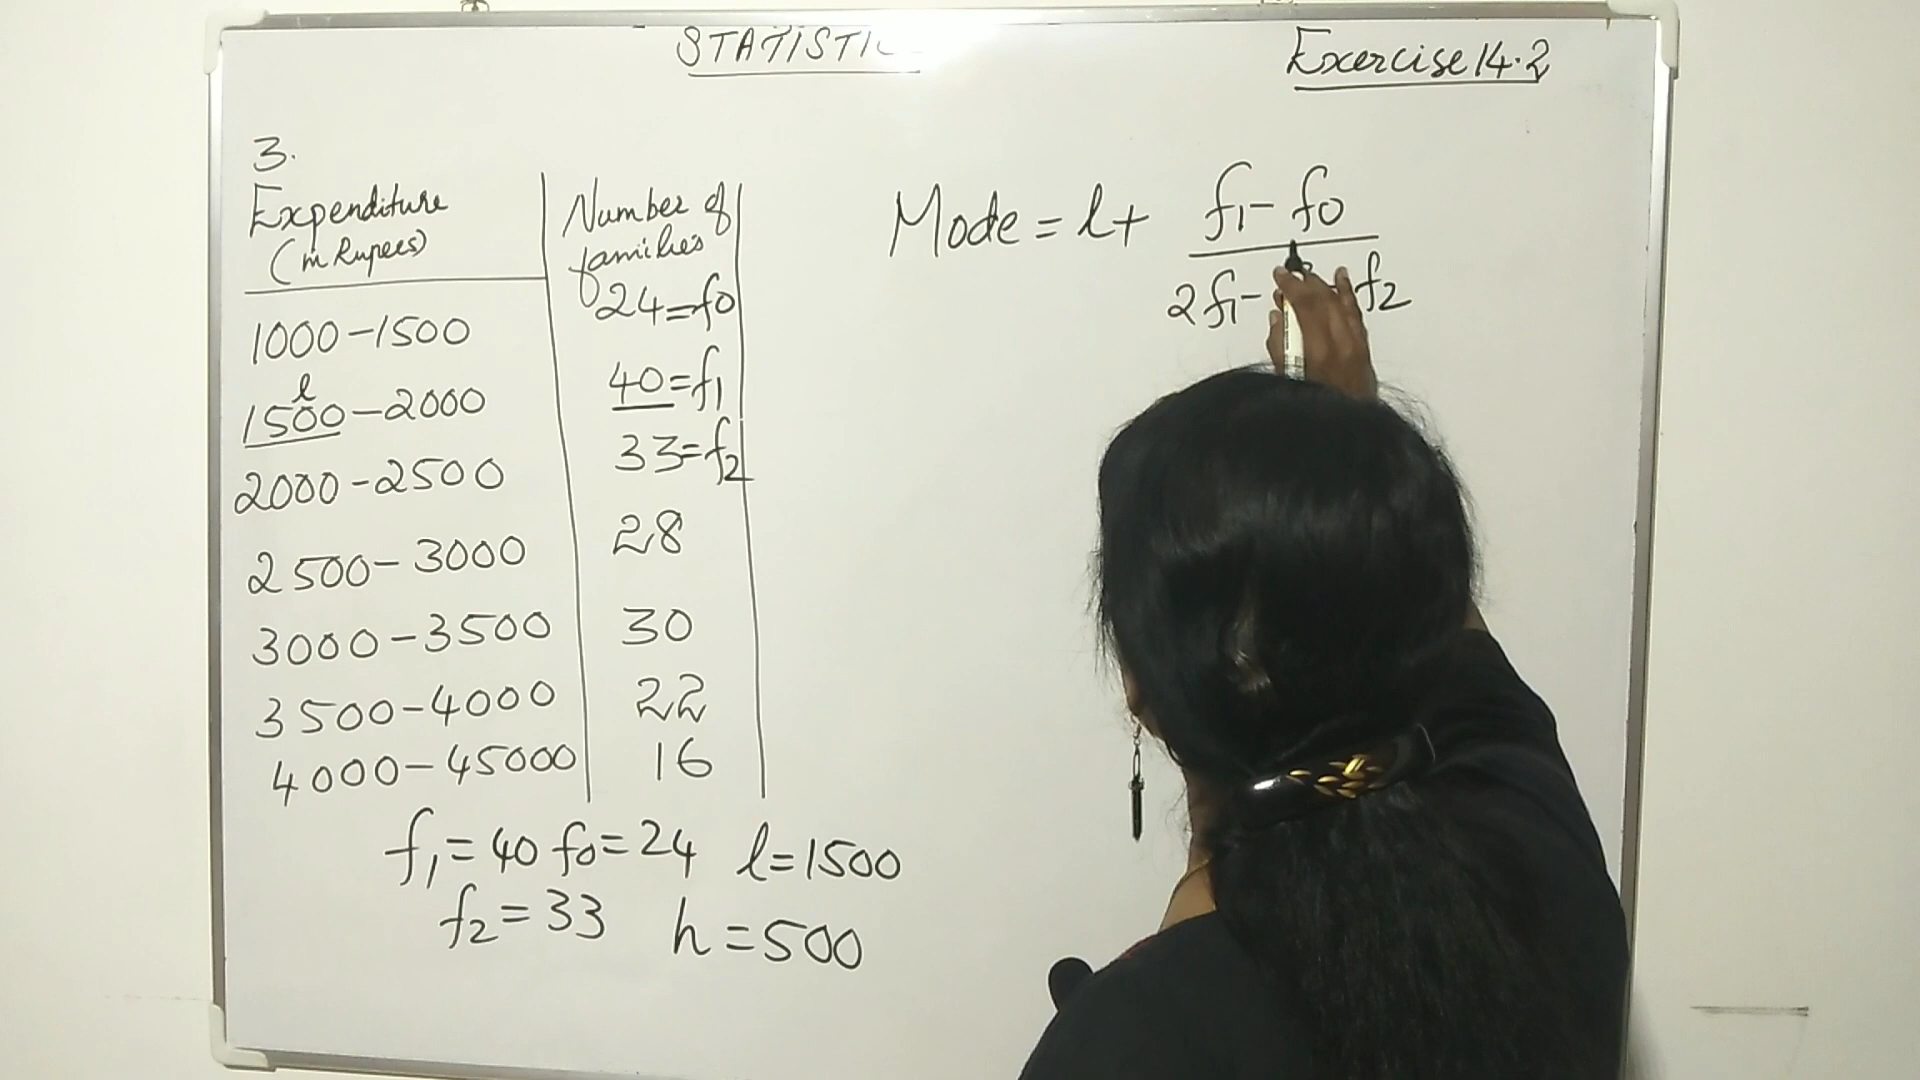 STATISTIC
Exercise 14.2
3.
Expenditure
(in Rupees)
Number of
families
1000-1500 24=f0
l
1500-2000 40=f1
2000-2500 33=f2
2500-3000 28
3000-3500 30
3500-4000 22
4000-45000 16
f1=40 f0=24 l=1500
f2=33 h=500
Mode = l+ f1-f0
2f1- f2